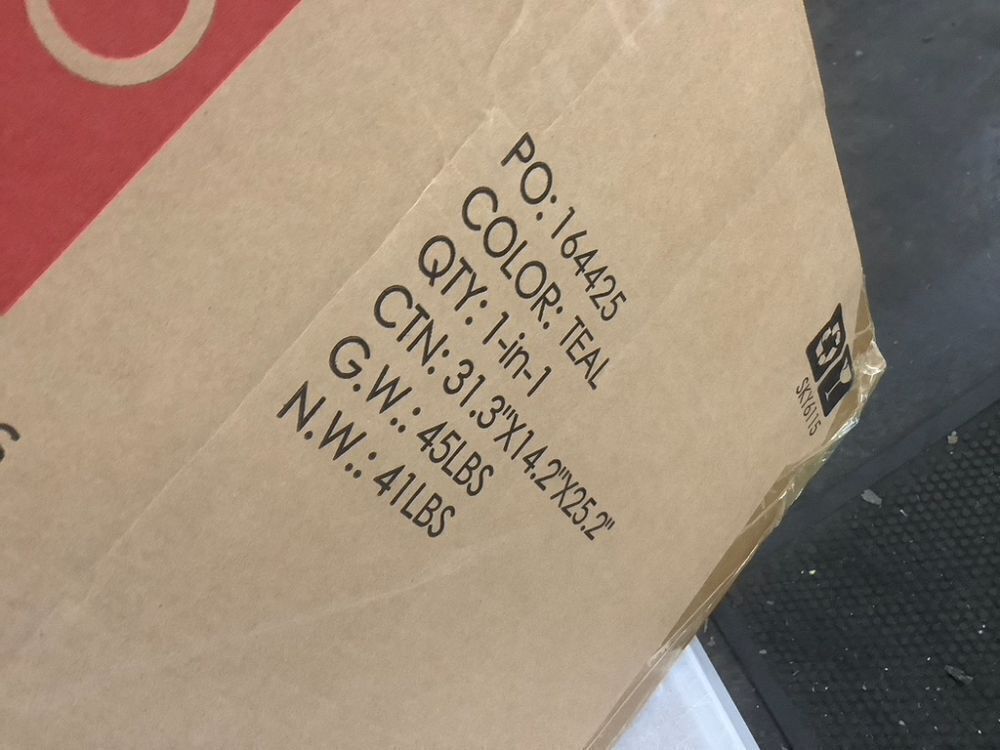 PO: 164425
COLOR: TEAL
QTY: 1-in-1
CTN: 31.3"X14.2"X25.2"
G.W.: 45LBS
N.W.: 41LBS
SKY6115